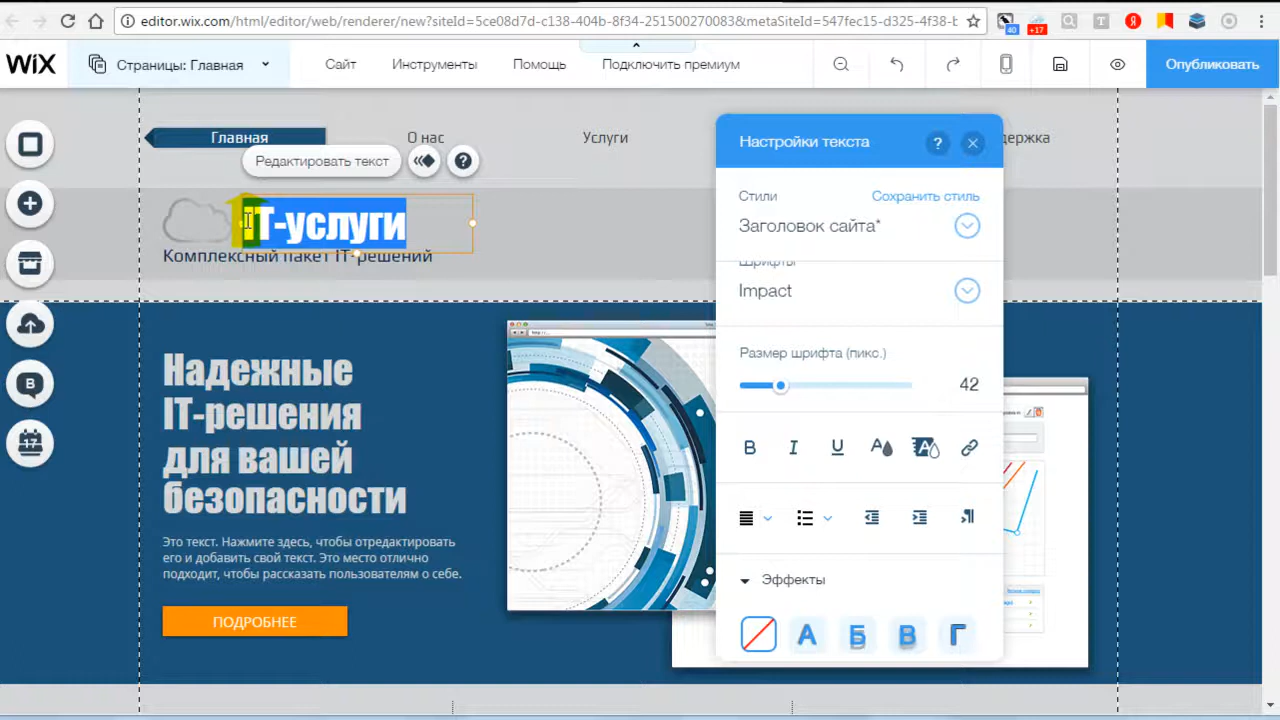 editor.wix.com/html/editor/web/renderer/new?siteId=5ce08d7d-c138-404b-8f34-251500270083&metaSiteId=547fec15-d325-4f38-b
40
+17
T
Я
WiX
Страницы: Главная
Сайт
Инструменты
Помощь
Подключить премиум
Опубликовать
Главная
О нас
Услуги
держка
Редактировать текст
?
IT-услуги
Комплексный пакет IT-решений
Надежные
IT-решения
для вашей
безопасности
Это текст. Нажмите здесь, чтобы отредактировать
его и добавить свой текст. Это место отлично
подходит, чтобы рассказать пользователям о себе.
ПОДРОБНЕЕ
B
17
Настройки текста
?
Стили
Сохранить стиль
Заголовок сайта*
Шрифты
Impact
Размер шрифта (пикс.)
42
B I U A A
Эффекты
А Б В Г